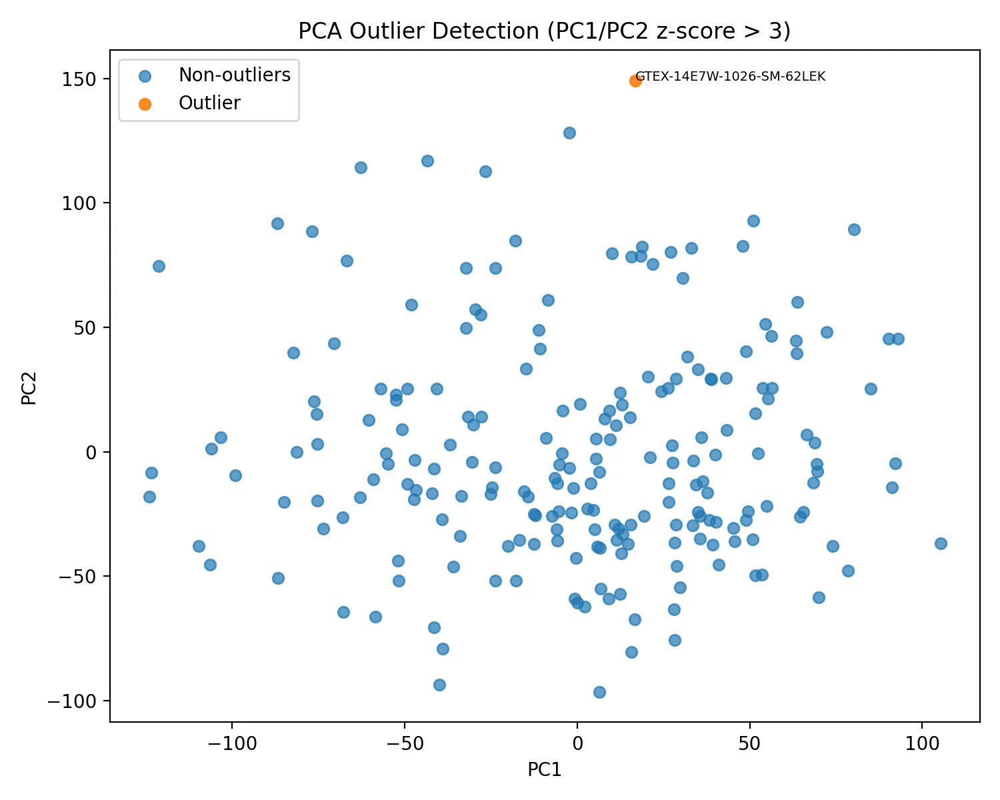 PCA Outlier Detection (PC1/PC2 z-score > 3)
Non-outliers
Outlier
GTEX-14E7W-1026-SM-62LEK
150
100
50
0
−50
−100
PC2
−100
−50
0
50
100
PC1